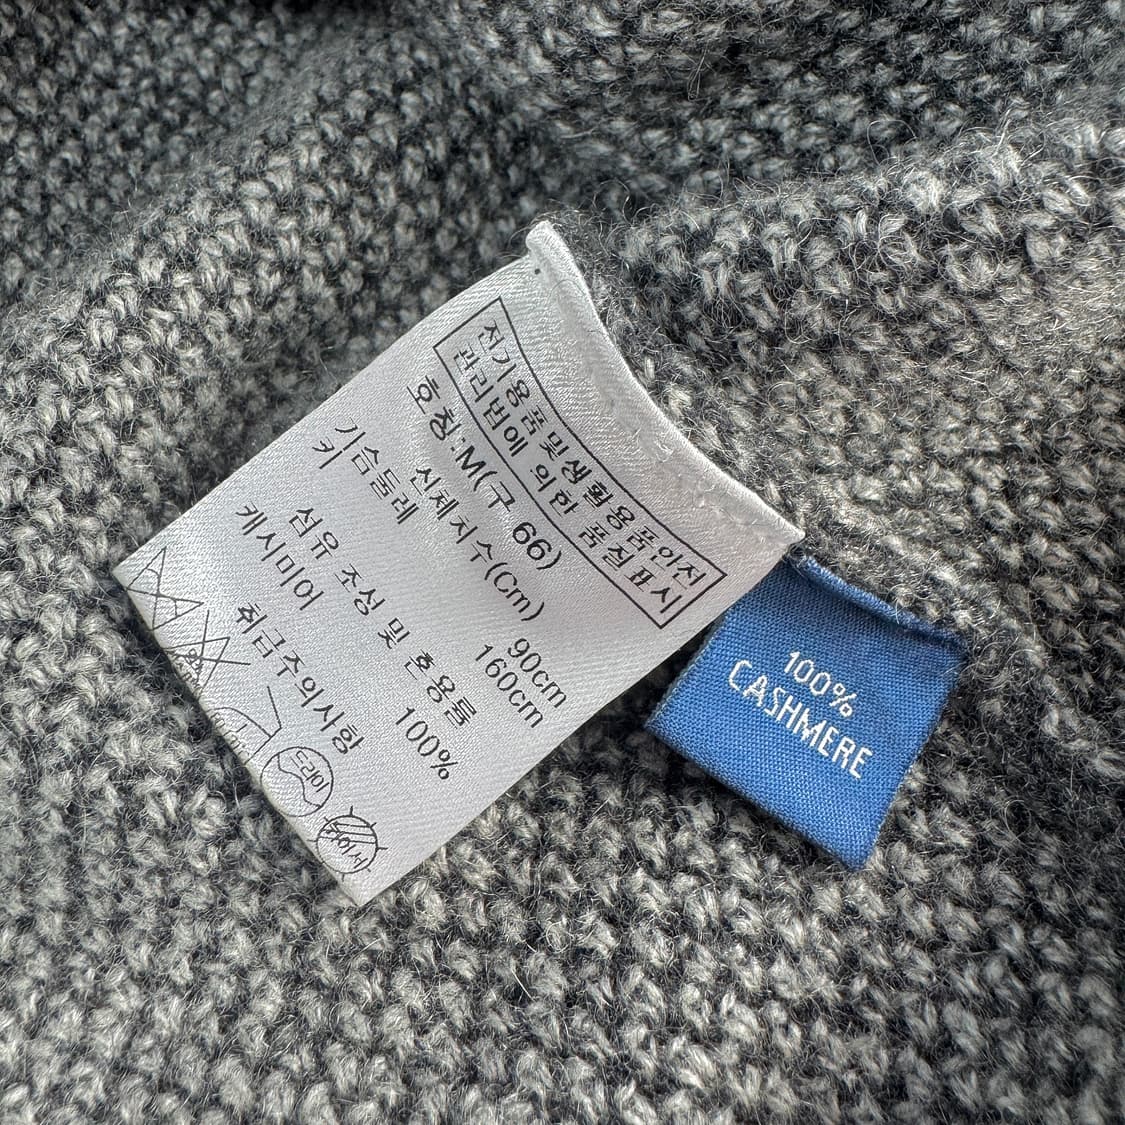 전기용품및생활용품안전
관리법에 의한 품질표시
호칭:M(구 66)
신체치수(Cm)
가슴둘레 90cm
키 160cm
섬유 조성 및 혼용률
캐시미어 100%
취급주의사항
드라이
100%
CASHMERE